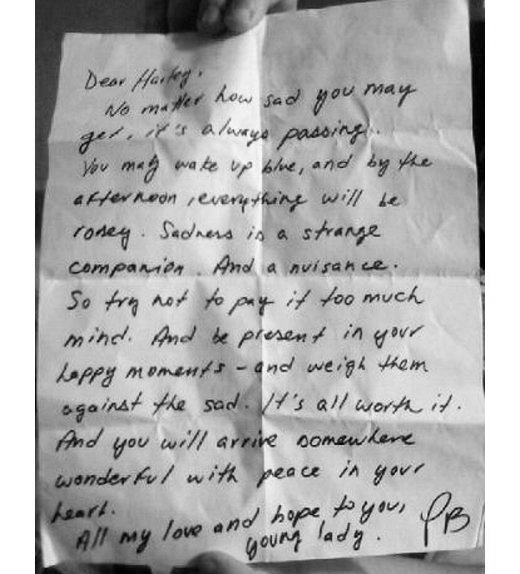 Dear Harley,
No matter how sad you may
get, it's always passing.
You may wake up blue, and by the
afternoon, everything will be
rosey. Sadness is a strange
companion. And a nuisance.
So try not to pay it too much
mind. And be present in your
happy moments - and weigh them
against the sad. It's all worth it.
And you will arrive somewhere
wonderful with peace in your
heart.
All my love and hope to you,
young lady. PB